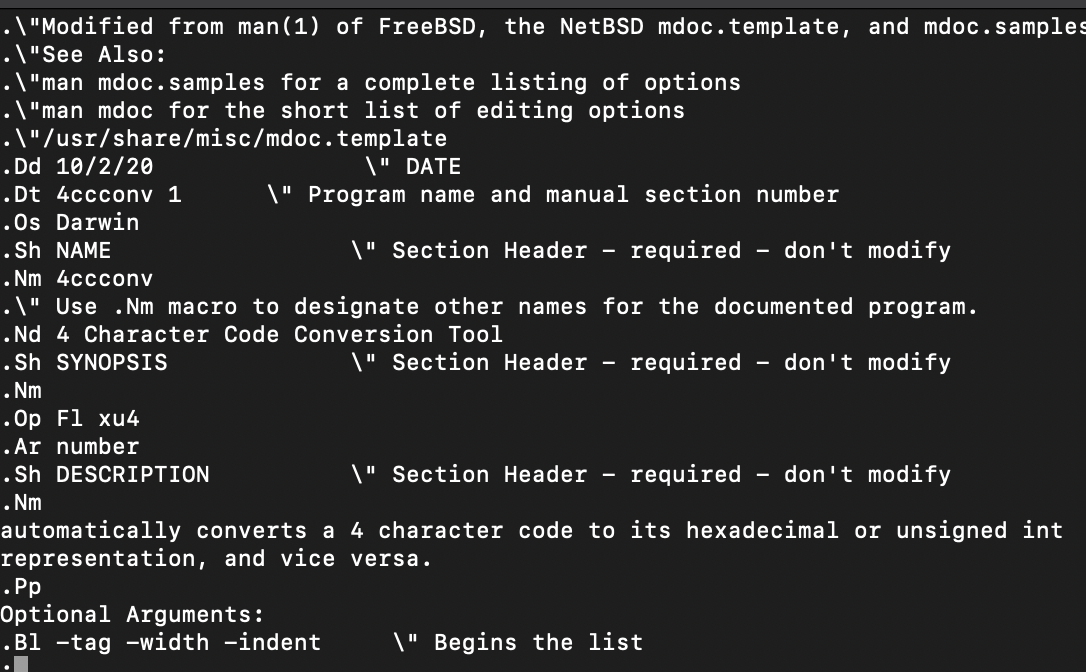 .\"Modified from man(1) of FreeBSD, the NetBSD mdoc.template, and mdoc.samples
.\"See Also:
.\"man mdoc.samples for a complete listing of options
.\"man mdoc for the short list of editing options
.\"/usr/share/misc/mdoc.template
.Dd 10/2/20               \" DATE
.Dt 4ccconv 1      \" Program name and manual section number
.Os Darwin
.Sh NAME                 \" Section Header - required - don't modify
.Nm 4ccconv
.\" Use .Nm macro to designate other names for the documented program.
.Nd 4 Character Code Conversion Tool
.Sh SYNOPSIS             \" Section Header - required - don't modify
.Nm
.Op Fl xu4
.Ar number
.Sh DESCRIPTION          \" Section Header - required - don't modify
.Nm
automatically converts a 4 character code to its hexadecimal or unsigned int
representation, and vice versa.
.Pp
Optional Arguments:
.Bl -tag -width -indent     \" Begins the list
: